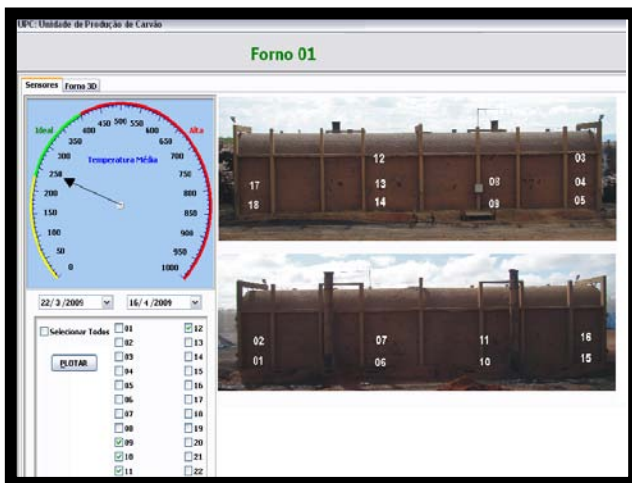 UPC: Unidade de Produção de Carvão
Forno 01
Sensores Forno 3D
Ideal
Alta
Temperatura Média
0
50
100
150
200
250
300
350
400
450
500
550
600
650
700
750
800
850
900
950
1000
22/ 3 /2009
16/ 4 /2009
Selecionar Todos
PLOTAR
01 12
02 13
03 14
04 15
05 16
06 17
07 18
08 19
09 20
10 21
11 22
12 03
17 13 08 04
18 14 09 05
02 07 11 16
01 06 10 15